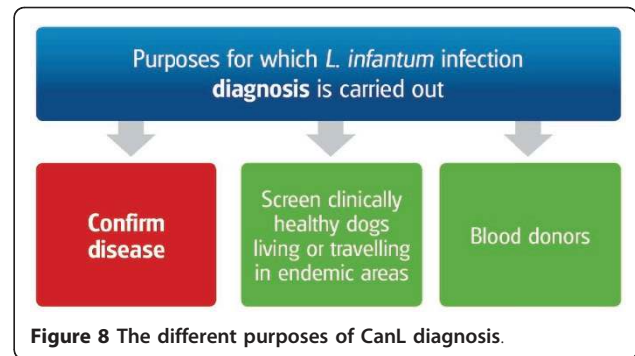 Purposes for which L. infantum infection
diagnosis is carried out
Confirm
disease
Screen clinically
healthy dogs
living or travelling
in endemic areas
Blood donors
Figure 8 The different purposes of CanL diagnosis.